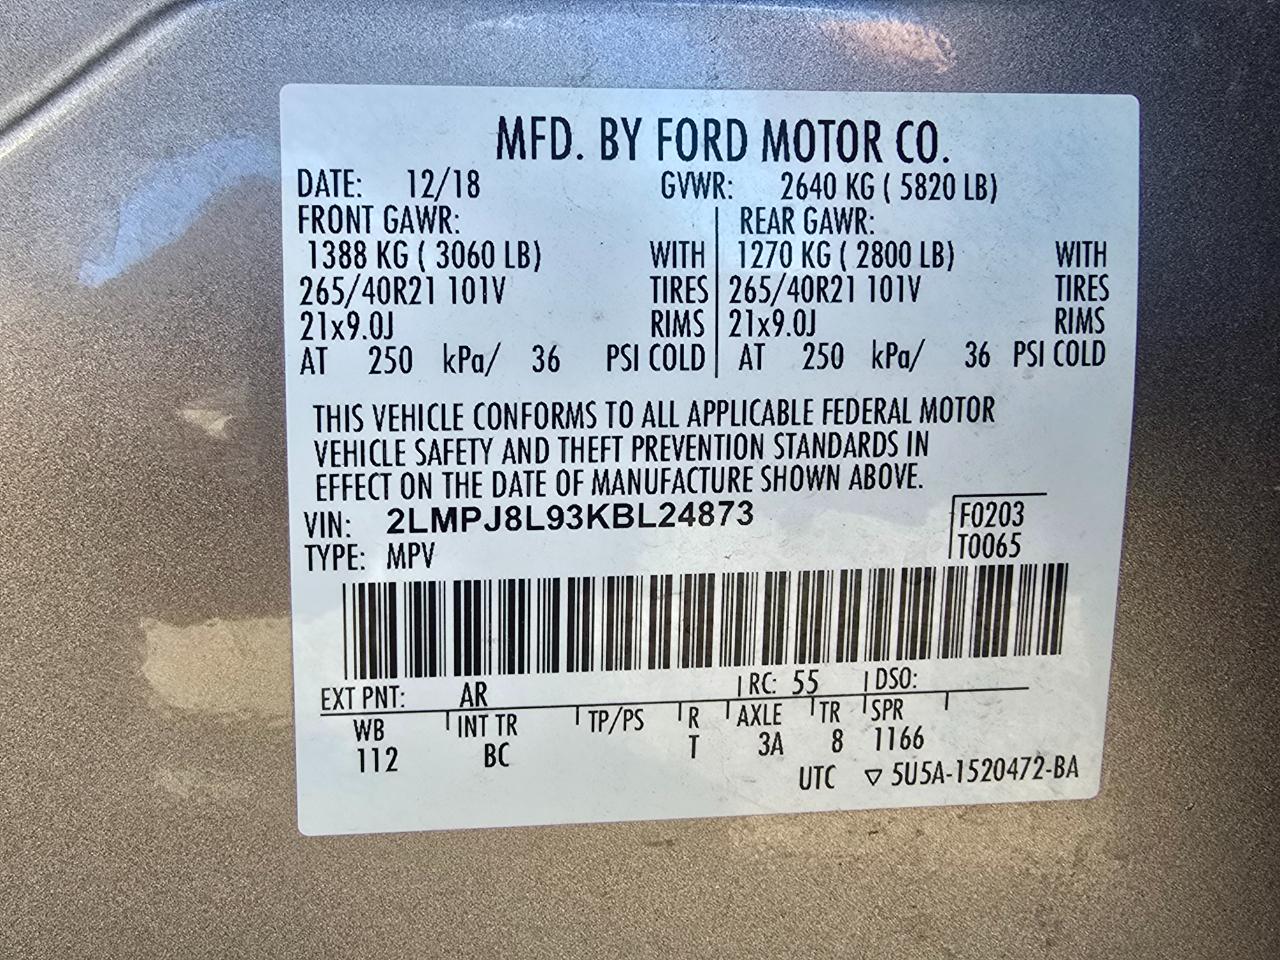 MFD. BY FORD MOTOR CO.
DATE: 12/18 GVWR: 2640 KG ( 5820 LB)
FRONT GAWR: REAR GAWR:
1388 KG ( 3060 LB) WITH 1270 KG ( 2800 LB) WITH
265/40R21 101V TIRES 265/40R21 101V TIRES
21x9.0J RIMS 21x9.0J RIMS
AT 250 kPa/ 36 PSI COLD AT 250 kPa/ 36 PSI COLD
THIS VEHICLE CONFORMS TO ALL APPLICABLE FEDERAL MOTOR
VEHICLE SAFETY AND THEFT PREVENTION STANDARDS IN
EFFECT ON THE DATE OF MANUFACTURE SHOWN ABOVE.
VIN: 2LMPJ8L93KBL24873 F0203
TYPE: MPV T0065
EXT PNT: AR RC: 55 DSO:
WB INT TR TP/PS R AXLE TR SPR
112 BC T 3A 8 1166
UTC ▽ 5U5A-1520472-BA